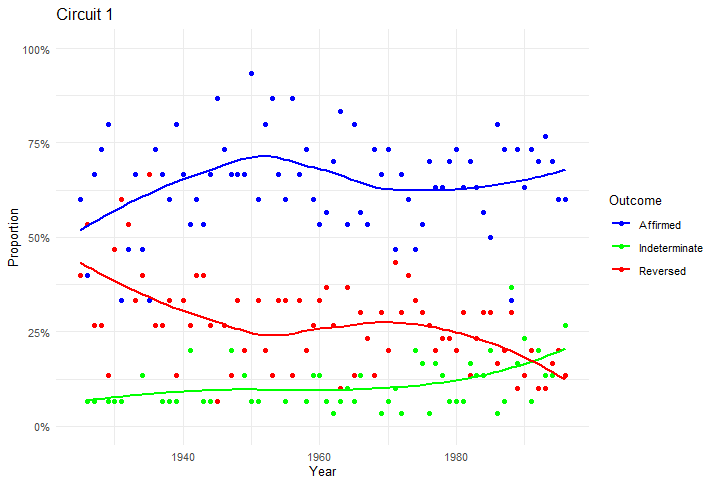 Circuit 1
100%
75%
50%
25%
0%
Proportion
1940
1960
1980
Year
Outcome
Affirmed
Indeterminate
Reversed